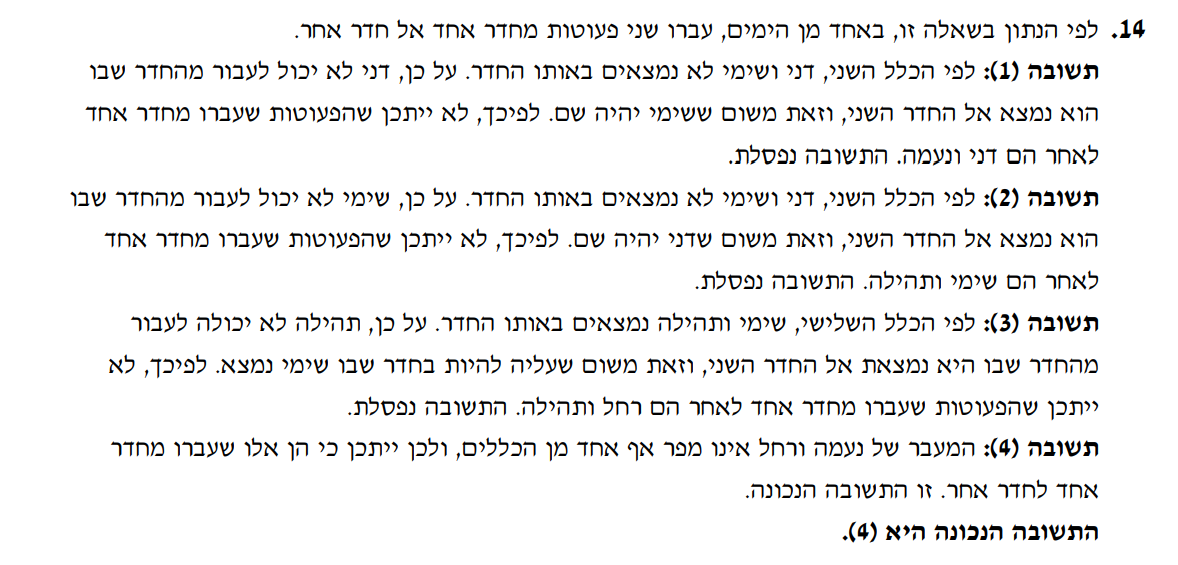 14. לפי הנתון בשאלה זו, באחד מן הימים, עברו שני פעוטות מחדר אחד אל חדר אחר.
תשובה (1): לפי הכלל השני, דני ושימי לא נמצאים באותו החדר. על כן, דני לא יכול לעבור מהחדר שבו
הוא נמצא אל החדר השני, וזאת משום ששימי יהיה שם. לפיכך, לא ייתכן שהפעוטות שעברו מחדר אחד
לאחר הם דני ונעמה. התשובה נפסלת.
תשובה (2): לפי הכלל השני, דני ושימי לא נמצאים באותו החדר. על כן, שימי לא יכול לעבור מהחדר שבו
הוא נמצא אל החדר השני, וזאת משום שדני יהיה שם. לפיכך, לא ייתכן שהפעוטות שעברו מחדר אחד
לאחר הם שימי ותהילה. התשובה נפסלת.
תשובה (3): לפי הכלל השלישי, שימי ותהילה נמצאים באותו החדר. על כן, תהילה לא יכולה לעבור
מהחדר שבו היא נמצאת אל החדר השני, וזאת משום שעליה להיות בחדר שבו שימי נמצא. לפיכך, לא
ייתכן שהפעוטות שעברו מחדר אחד לאחר הם רחל ותהילה. התשובה נפסלת.
תשובה (4): המעבר של נעמה ורחל אינו מפר אף אחד מן הכללים, ולכן ייתכן כי הן אלו שעברו מחדר
אחד לחדר אחר. זו התשובה הנכונה.
התשובה הנכונה היא (4).